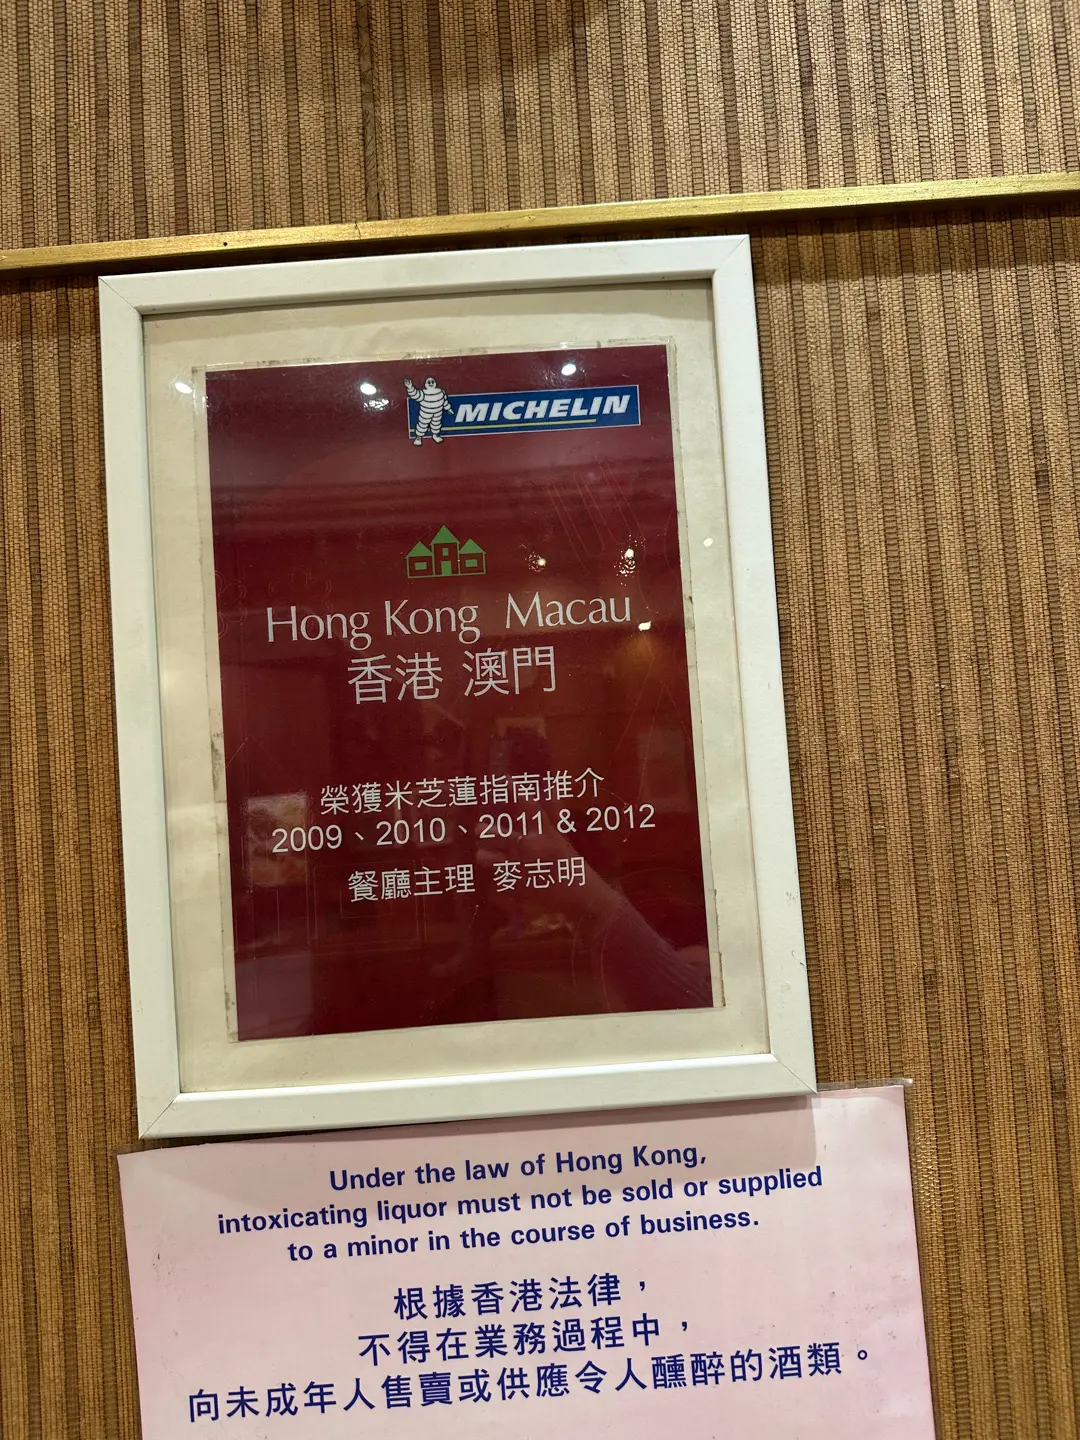 MICHELIN
Hong Kong Macau
香港 澳門
榮獲米芝蓮指南推介
2009、2010、2011 & 2012
餐廳主理 麥志明
Under the law of Hong Kong,
intoxicating liquor must not be sold or supplied
to a minor in the course of business.
根據香港法律，
不得在業務過程中，
向未成年人售賣或供應令人醺醉的酒類。